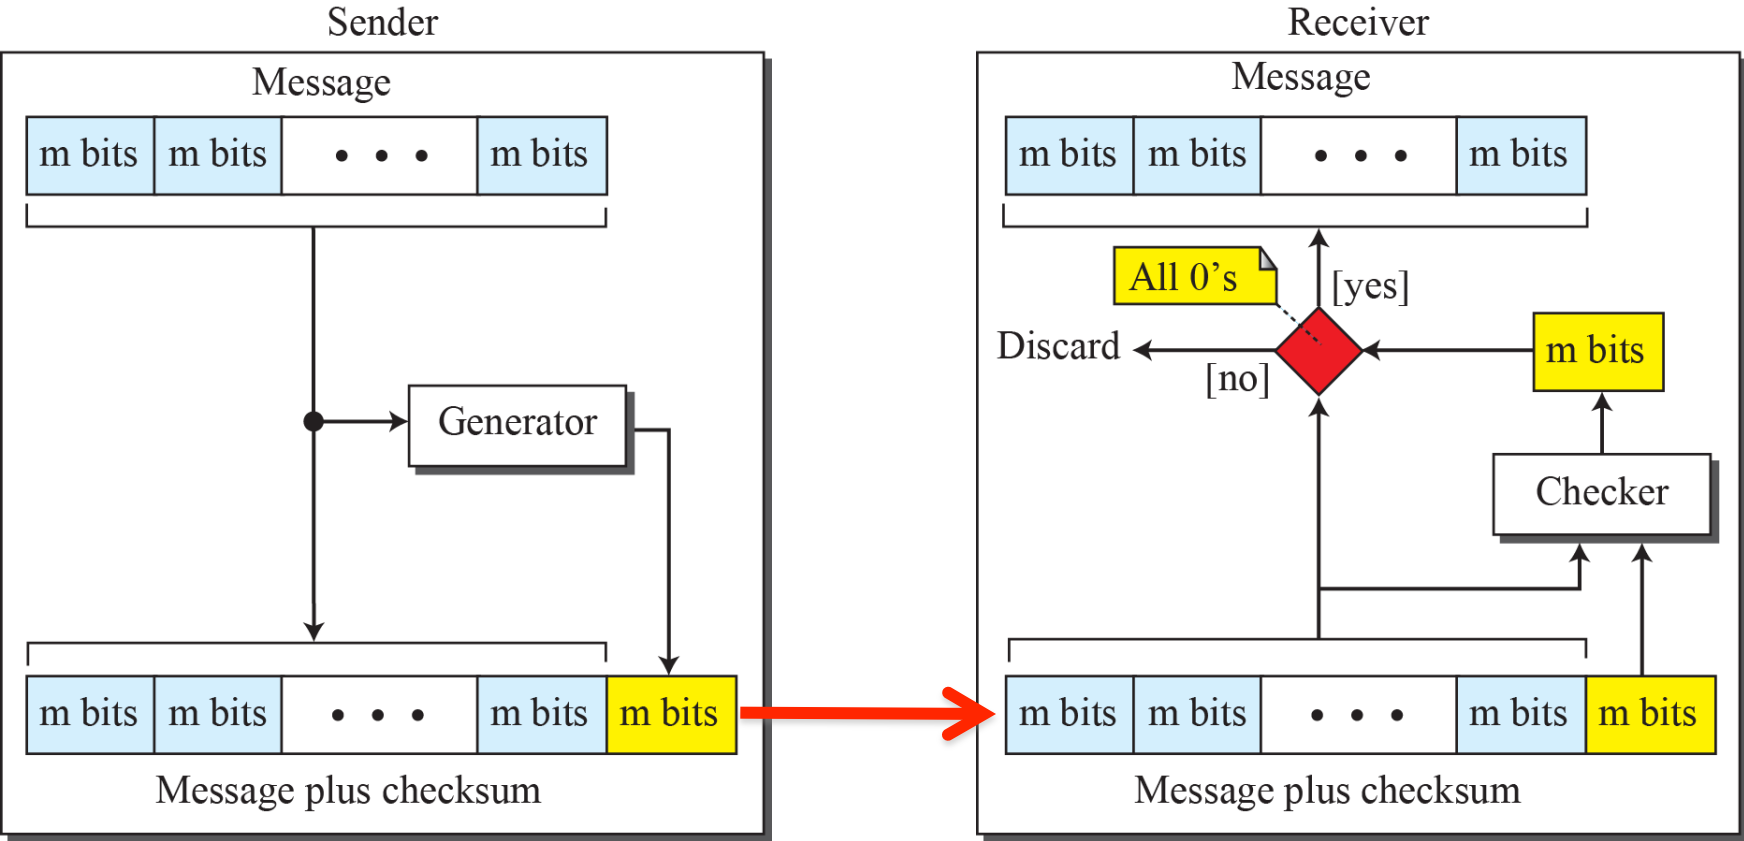 Sender
Message
m bits m bits • • • m bits
Generator
m bits m bits • • • m bits m bits
Message plus checksum
Receiver
Message
m bits m bits • • • m bits
All 0’s
[yes]
Discard
[no]
m bits
Checker
m bits m bits • • • m bits m bits
Message plus checksum